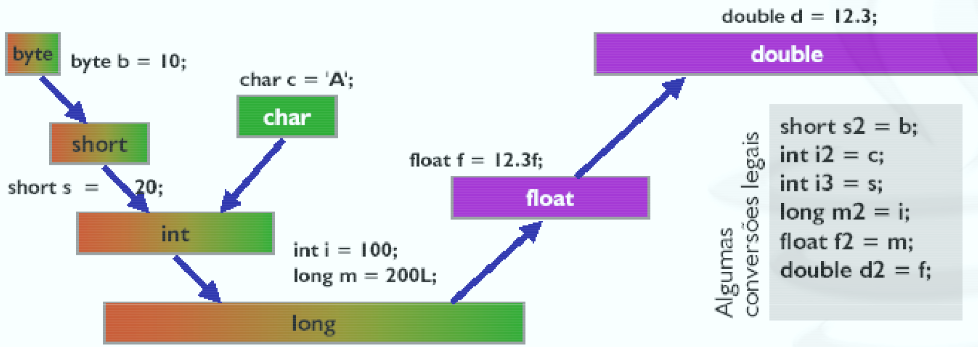 double d = 12.3;
byte
byte b = 10;
double
char c = 'A';
char
short
short s = 20;
float f = 12.3f;
float
int
int i = 100;
long m = 200L;
long
Algumas
conversões legais
short s2 = b;
int i2 = c;
int i3 = s;
long m2 = i;
float f2 = m;
double d2 = f;